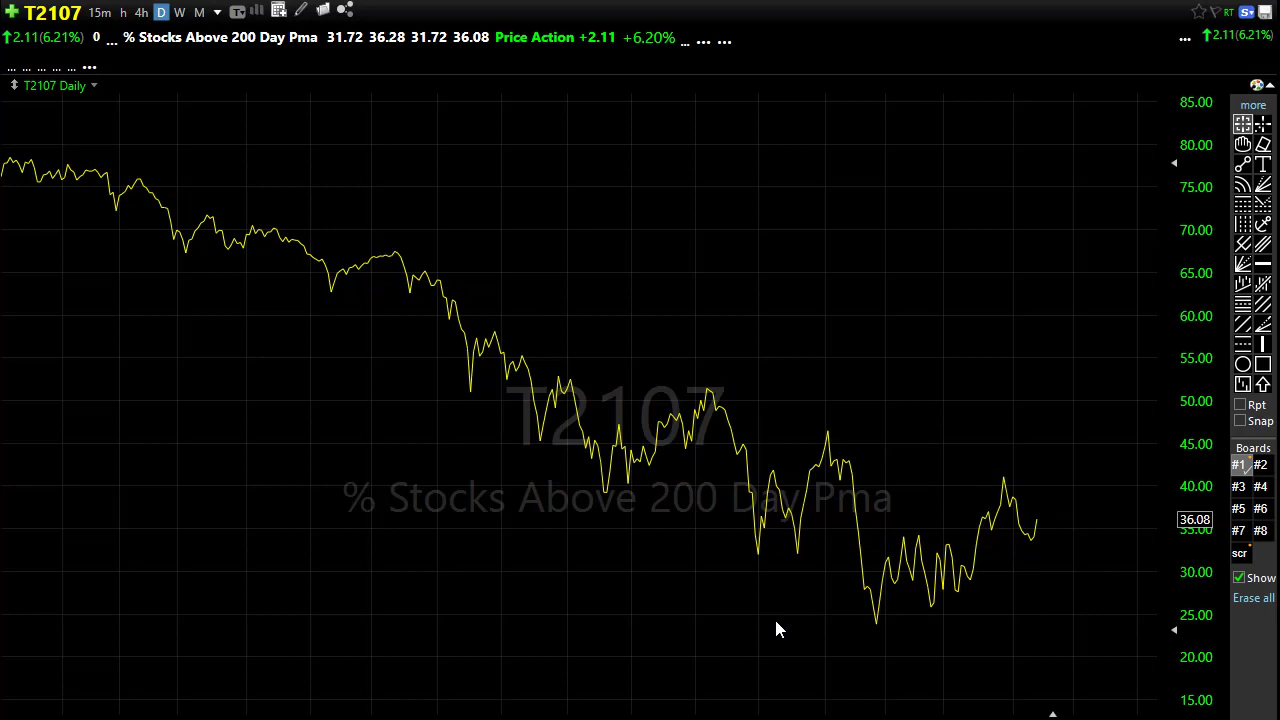 T2107 15m h 4h D W M T RT S
2.11(6.21%) 0 ... % Stocks Above 200 Day Pma 31.72 36.28 31.72 36.08 Price Action +2.11 +6.20% ... ... ... ... 2.11(6.21%)
... ... ... ... ... ...
T2107 Daily
85.00
80.00
75.00
70.00
65.00
60.00
55.00
50.00
45.00
40.00
36.08
35.00
30.00
25.00
20.00
15.00
T2107
% Stocks Above 200 Day Pma
more
T
Rpt
Snap
Boards
#1 #2
#3 #4
#5 #6
#7 #8
scr
Show
Erase all